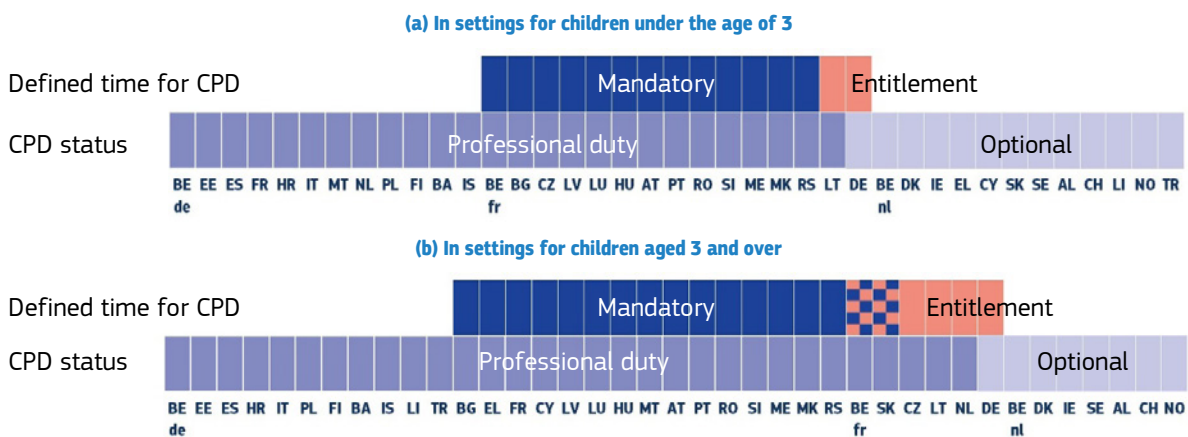 (a) In settings for children under the age of 3
Defined time for CPD Mandatory Entitlement
CPD status Professional duty Optional
BE EE ES FR HR IT MT NL PL FI BA IS BE BG CZ LV LU HU AT PT RO SI ME MK RS LT DE BE DK IE EL CY SK SE AL CH LI NO TR
de fr nl
(b) In settings for children aged 3 and over
Defined time for CPD Mandatory Entitlement
CPD status Professional duty Optional
BE EE ES HR IT PL FI BA IS LI TR BG EL FR CY LV LU HU MT AT PT RO SI ME MK RS BE SK CZ LT NL DE BE DK IE SE AL CH NO
de fr nl